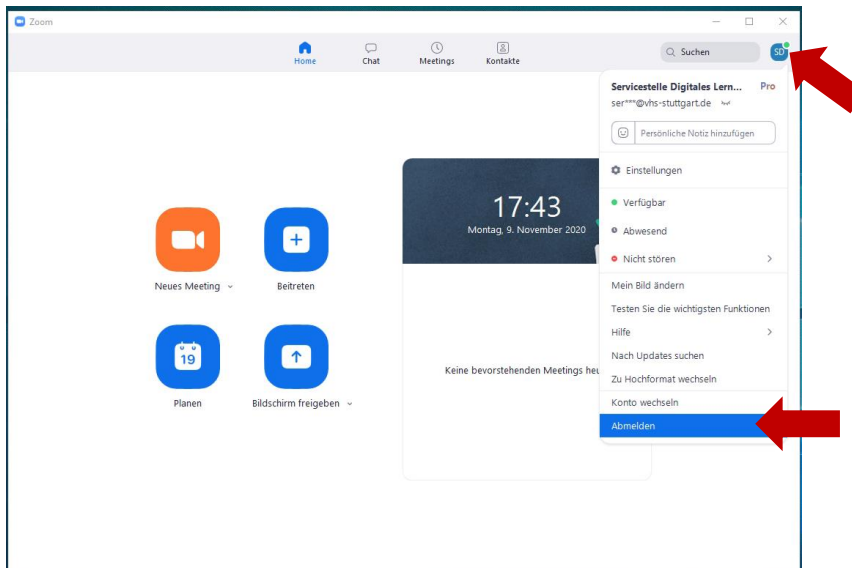 Zoom
Home
Chat
Meetings
Kontakte
Suchen
SD
Servicestelle Digitales Lern... Pro
ser***@vhs-stuttgart.de
Persönliche Notiz hinzufügen
Einstellungen
Verfügbar
Abwesend
Nicht stören
Mein Bild ändern
Testen Sie die wichtigsten Funktionen
Hilfe
Nach Updates suchen
Zu Hochformat wechseln
Konto wechseln
Abmelden
17:43
Montag, 9. November 2020
Neues Meeting
Beitreten
19
Planen
Bildschirm freigeben
Keine bevorstehenden Meetings heu